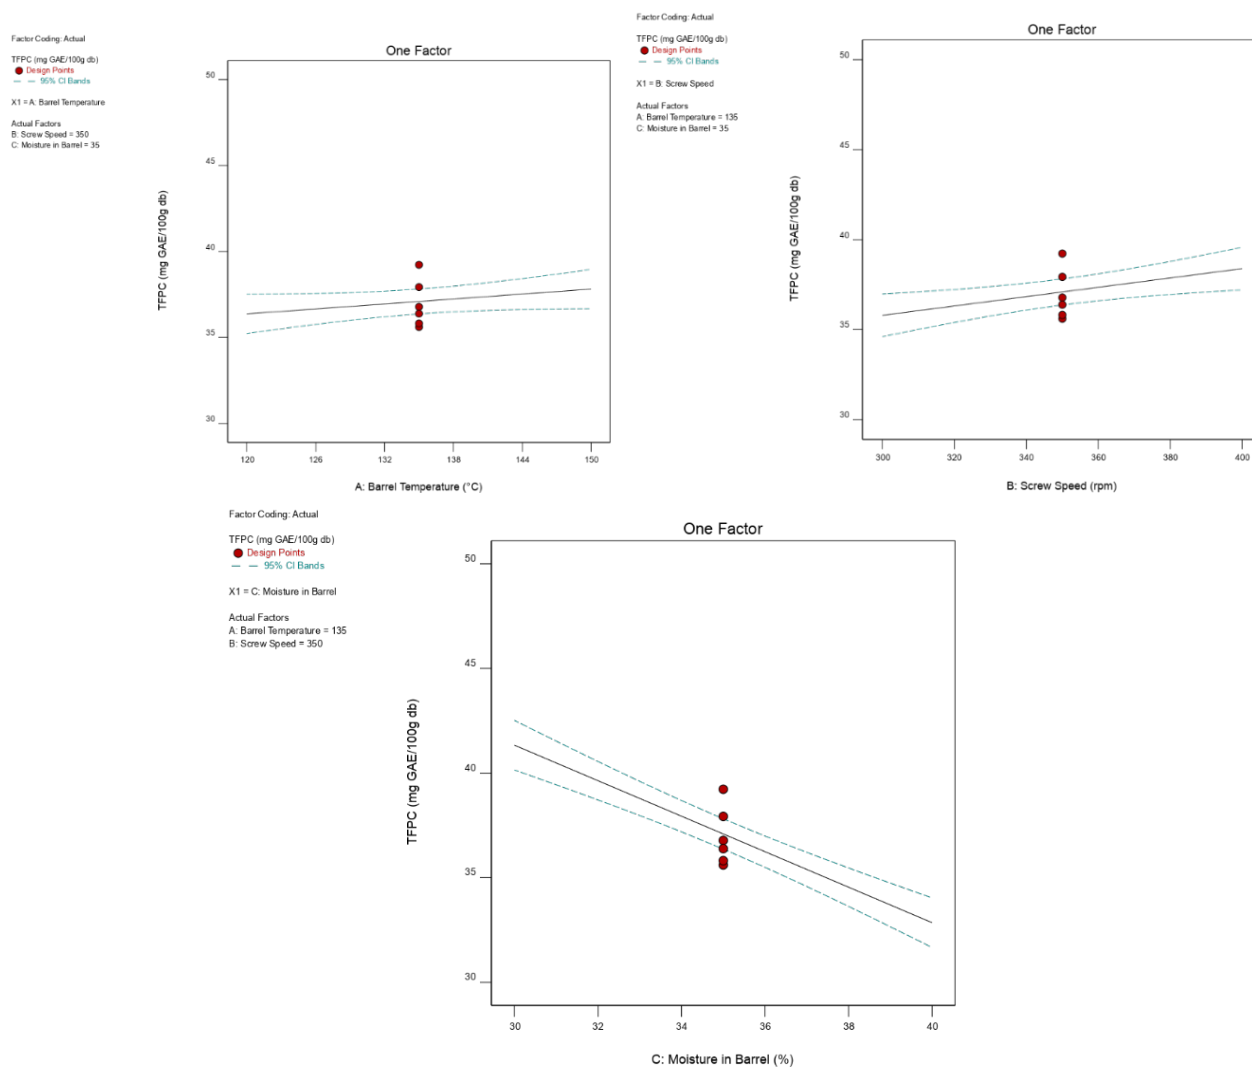 Factor Coding: Actual
TFPC (mg GAE/100g db)
Design Points
95% CI Bands
X1 = A: Barrel Temperature
Actual Factors
B: Screw Speed = 350
C: Moisture in Barrel = 35
One Factor
TFPC (mg GAE/100g db)
50
45
40
35
30
120 126 132 138 144 150
A: Barrel Temperature (°C)
Factor Coding: Actual
TFPC (mg GAE/100g db)
Design Points
95% CI Bands
X1 = B: Screw Speed
Actual Factors
A: Barrel Temperature = 135
C: Moisture in Barrel = 35
One Factor
TFPC (mg GAE/100g db)
50
45
40
35
30
300 320 340 360 380 400
B: Screw Speed (rpm)
Factor Coding: Actual
TFPC (mg GAE/100g db)
Design Points
95% CI Bands
X1 = C: Moisture in Barrel
Actual Factors
A: Barrel Temperature = 135
B: Screw Speed = 350
One Factor
TFPC (mg GAE/100g db)
50
45
40
35
30
30 32 34 36 38 40
C: Moisture in Barrel (%)